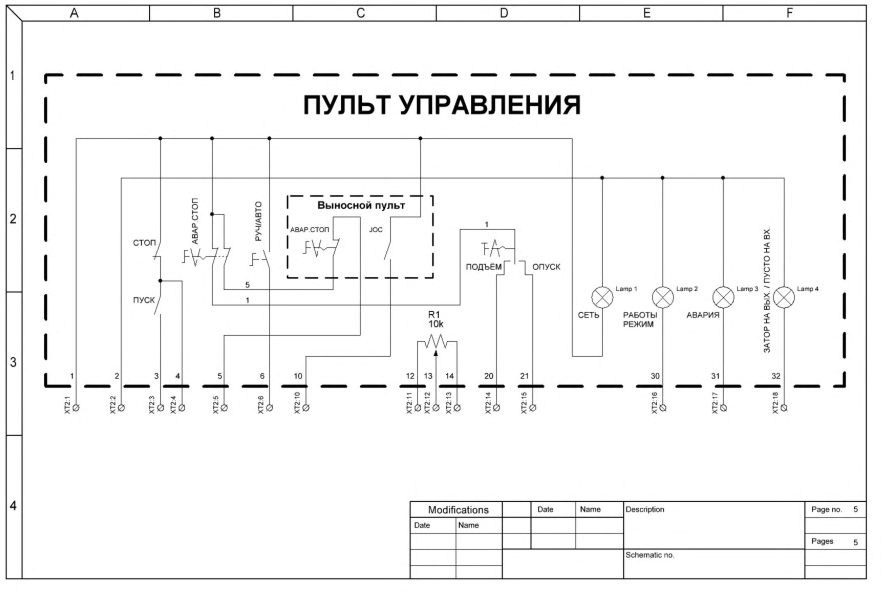 A B C D E F
1
ПУЛЬТ УПРАВЛЕНИЯ
2
Выносной пульт
АВАР.СТОП
РУЧ/АВТО
АВАР.СТОП
JOC
1
СТОП
ПОДЪЁМ
ОПУСК
ЗАТОР НА ВЫХ. / ПУСТО НА ВХ.
5
1
ПУСК
Lamp 1
Lamp 2
Lamp 3
Lamp 4
СЕТЬ
РАБОТЫ
РЕЖИМ
АВАРИЯ
R1
10k
3
1 2 3 4 5 6 10 12 13 14 20 21 30 31 32
XT2:1 XT2:2 XT2:3 XT2:4 XT2:5 XT2:6 XT2:10 XT2:11 XT2:12 XT2:13 XT2:14 XT2:15 XT2:16 XT2:17 XT2:18
4
Modifications Date Name Description Page no. 5
Date Name
Pages 5
Schematic no.